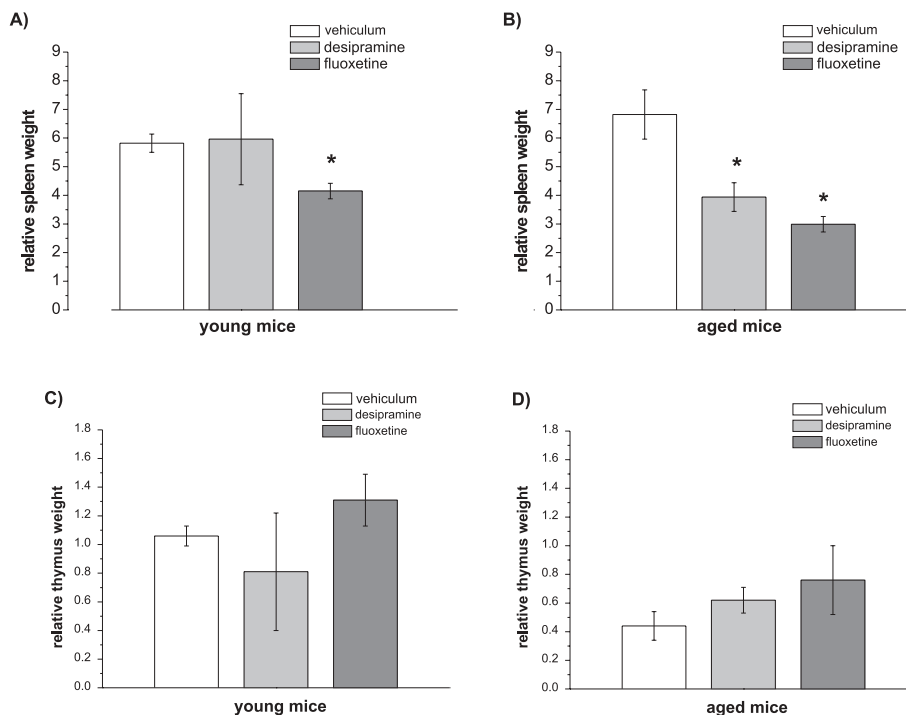 A)
vehiculum
desipramine
fluoxetine
9
8
7
6
5
4
3
2
1
0
relative spleen weight
*
young mice
B)
vehiculum
desipramine
fluoxetine
9
8
7
6
5
4
3
2
1
0
relative spleen weight
*
*
aged mice
C)
vehiculum
desipramine
fluoxetine
1.8
1.6
1.4
1.2
1.0
0.8
0.6
0.4
0.2
0.0
relative thymus weight
young mice
D)
vehiculum
desipramine
fluoxetine
1.8
1.6
1.4
1.2
1.0
0.8
0.6
0.4
0.2
0.0
relative thymus weight
aged mice